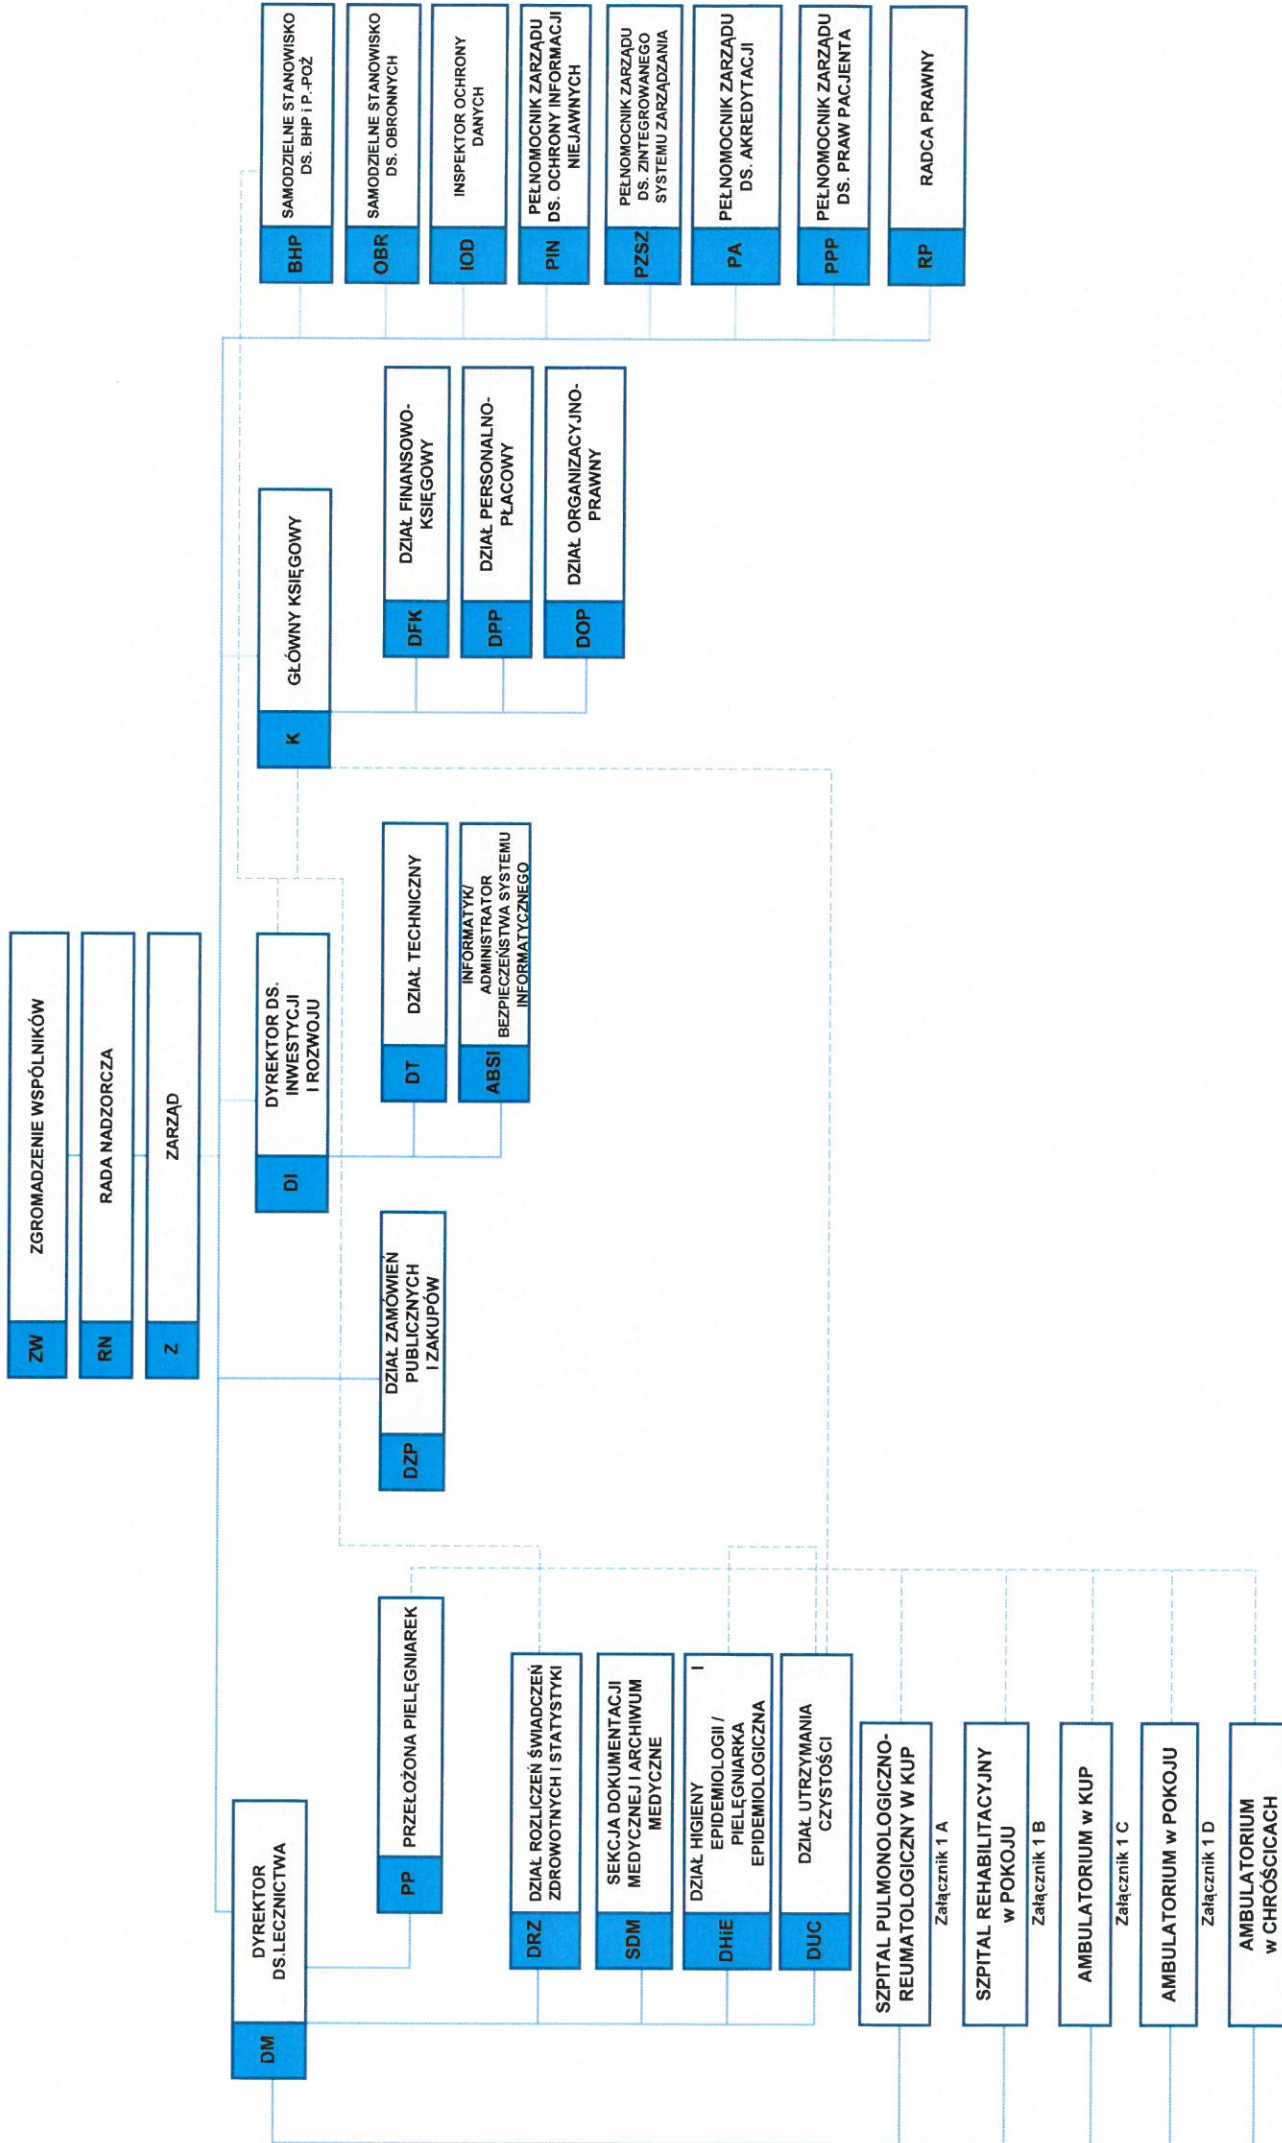 ZW
ZGROMADZENIE WSPÓLNIKÓW
RN
RADA NADZORCZA
Z
ZARZĄD
DM
DYREKTOR
DS.LECZNICTWA
DI
DYREKTOR DS.
INWESTYCJI
I ROZWOJU
K
GŁÓWNY KSIĘGOWY
PP
PRZEŁOŻONA PIELĘGNIAREK
DRZ
DZIAŁ ROZLICZEŃ ŚWIADCZEŃ
ZDROWOTNYCH I STATYSTYKI
SDM
SEKCJA DOKUMENTACJI
MEDYCZNEJ I ARCHIWUM
MEDYCZNE
DHiE
DZIAŁ HIGIENY I
EPIDEMIOLOGII /
PIELĘGNIARKA
EPIDEMIOLOGICZNA
DUC
DZIAŁ UTRZYMANIA
CZYSTOŚCI
SZPITAL PULMONOLOGICZNO-
REUMATOLOGICZNY W KUP
Załącznik 1 A
SZPITAL REHABILITACYJNY
w POKOJU
Załącznik 1 B
AMBULATORIUM w KUP
Załącznik 1 C
AMBULATORIUM w POKOJU
Załącznik 1 D
AMBULATORIUM
w CHRÓŚCICACH
DZP
DZIAŁ ZAMÓWIEŃ
PUBLICZNYCH
I ZAKUPÓW
DT
DZIAŁ TECHNICZNY
ABSI
INFORMATYK/
ADMINISTRATOR
BEZPIECZEŃSTWA SYSTEMU
INFORMATYCZNEGO
DFK
DZIAŁ FINANSOWO-
KSIĘGOWY
DPP
DZIAŁ PERSONALNO-
PŁACOWY
DOP
DZIAŁ ORGANIZACYJNO-
PRAWNY
BHP
SAMODZIELNE STANOWISKO
DS. BHP i P.-POŻ
OBR
SAMODZIELNE STANOWISKO
DS. OBRONNYCH
IOD
INSPEKTOR OCHRONY
DANYCH
PIN
PEŁNOMOCNIK ZARZĄDU
DS. OCHRONY INFORMACJI
NIEJAWNYCH
PZSZ
PEŁNOMOCNIK ZARZĄDU
DS. ZINTEGROWANEGO
SYSTEMU ZARZĄDZANIA
PA
PEŁNOMOCNIK ZARZĄDU
DS. AKREDYTACJI
PPP
PEŁNOMOCNIK ZARZĄDU
DS. PRAW PACJENTA
RP
RADCA PRAWNY